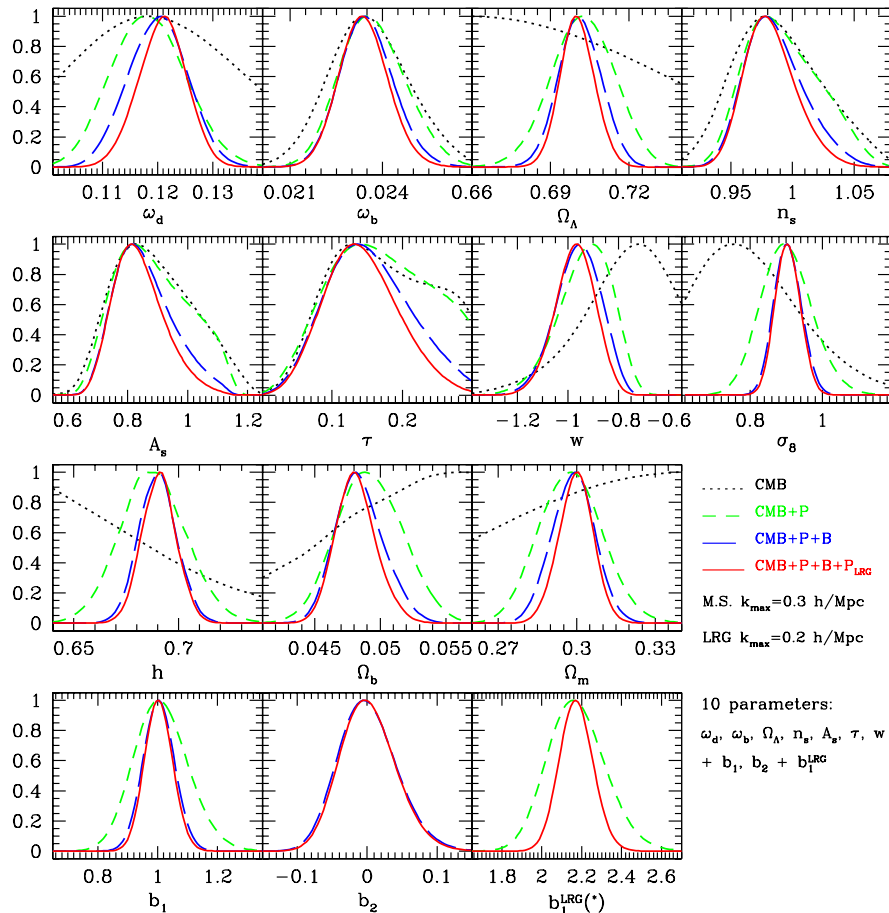 1
0.8
0.6
0.4
0.2
0
0.11 0.12 0.13 0.021 0.024 0.66 0.69 0.72 0.95 1 1.05
ω_d ω_b Ω_Λ n_s
1
0.8
0.6
0.4
0.2
0
0.6 0.8 1 1.2 0.1 0.2 -1.2 -1 -0.8 -0.6 0.8 1
A_s τ w σ_8
1
0.8
0.6
0.4
0.2
0
0.65 0.7 0.045 0.05 0.055 0.27 0.3 0.33
h Ω_b Ω_m
CMB
CMB+P
CMB+P+B
CMB+P+B+P_LRG
M.S. k_max=0.3 h/Mpc
LRG k_max=0.2 h/Mpc
1
0.8
0.6
0.4
0.2
0
0.8 1 1.2 -0.1 0 0.1 1.8 2 2.2 2.4 2.6
b_1 b_2 b_1^LRG(*)
10 parameters:
ω_d, ω_b, Ω_Λ, n_s, A_s, τ, w
+ b_1, b_2 + b_1^LRG